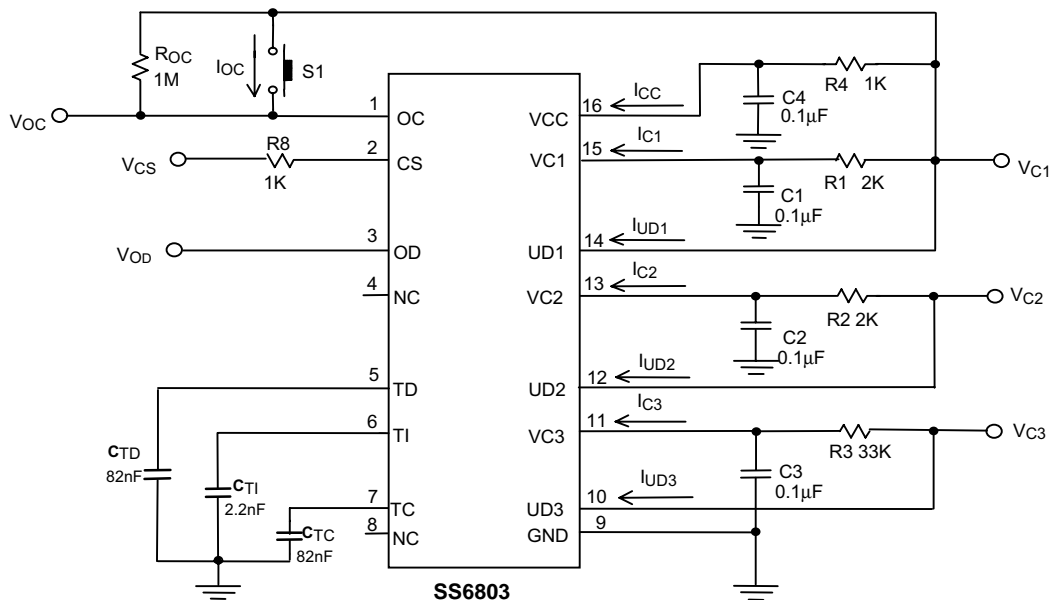 ROC
1M
IOC
S1
VOC
1
OC
VCS
R8
1K
2
CS
VOD
3
OD
4
NC
5
TD
6
TI
7
TC
8
NC
CTD
82nF
CTI
2.2nF
CTC
82nF
SS6803
16
VCC
ICC
C4
0.1μF
R4 1K
15
VC1
IC1
C1
0.1μF
R1 2K
VC1
14
UD1
IUD1
13
VC2
IC2
C2
0.1μF
R2 2K
VC2
12
UD2
IUD2
11
VC3
IC3
C3
0.1μF
R3 33K
VC3
10
UD3
IUD3
9
GND